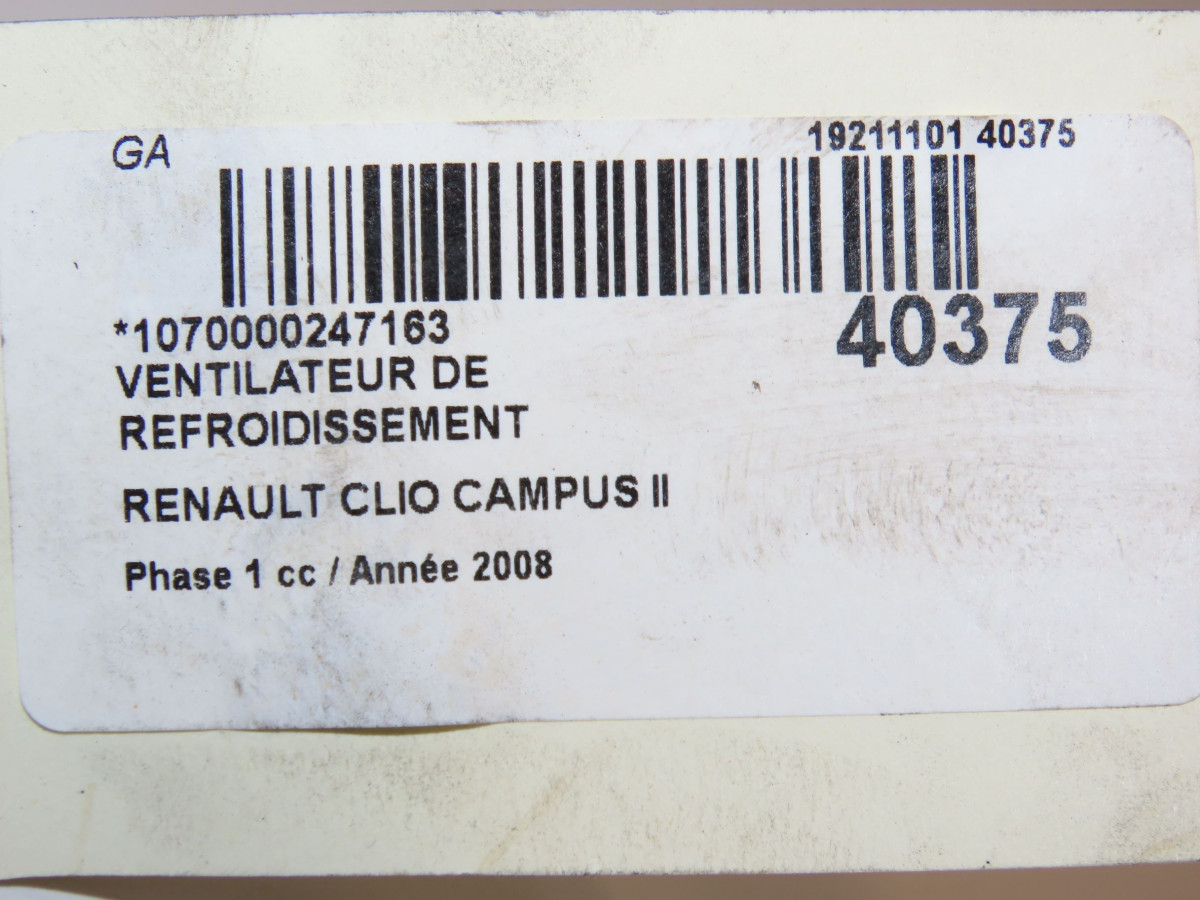 GA
19211101 40375
*1070000247163
40375
VENTILATEUR DE
REFROIDISSEMENT
RENAULT CLIO CAMPUS II
Phase 1 cc / Année 2008